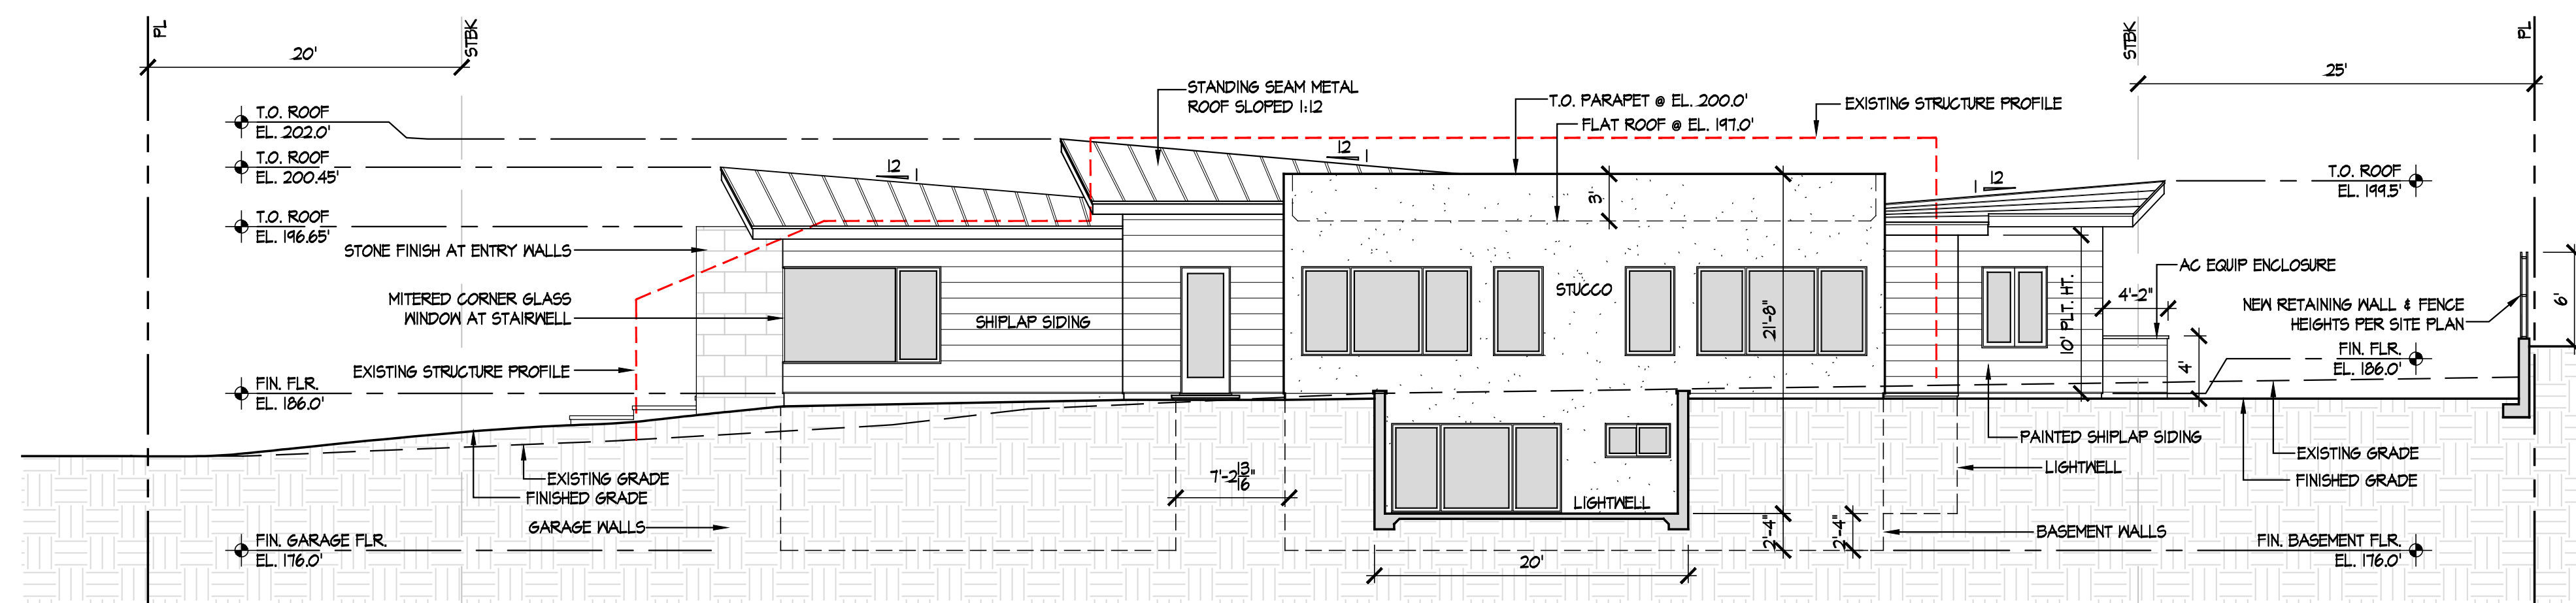 PL
20'
STBK
STBK
25'
PL
T.O. ROOF
EL. 202.0'
T.O. ROOF
EL. 200.45'
T.O. ROOF
EL. 196.65'
STONE FINISH AT ENTRY WALLS
MITERED CORNER GLASS
WINDOW AT STAIRWELL
EXISTING STRUCTURE PROFILE
FIN. FLR.
EL. 186.0'
EXISTING GRADE
FINISHED GRADE
GARAGE WALLS
FIN. GARAGE FLR.
EL. 176.0'
12
1
SHIPLAP SIDING
STANDING SEAM METAL
ROOF SLOPED 1:12
12
1
T.O. PARAPET @ EL. 200.0'
FLAT ROOF @ EL. 197.0'
EXISTING STRUCTURE PROFILE
3'
STUCCO
21'-8"
7'-2 13/16"
LIGHTWELL
2'-4"
2'-4"
20'
1
12
10' PLT. HT.
4'-2"
4'
T.O. ROOF
EL. 199.5'
AC EQUIP ENCLOSURE
NEW RETAINING WALL & FENCE
HEIGHTS PER SITE PLAN
6'
FIN. FLR.
EL. 186.0'
PAINTED SHIPLAP SIDING
LIGHTWELL
EXISTING GRADE
FINISHED GRADE
BASEMENT WALLS
FIN. BASEMENT FLR.
EL. 176.0'